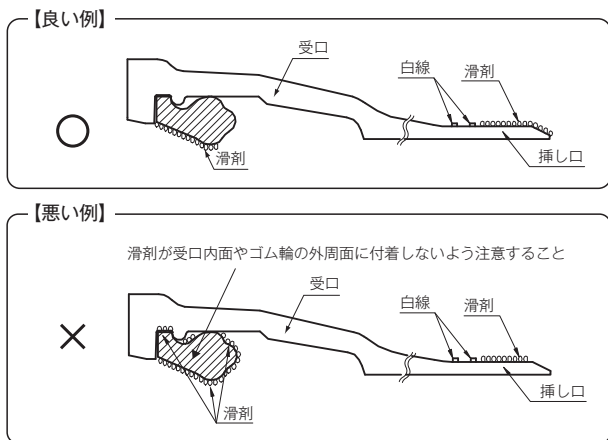 【良い例】
受口
白線
滑剤
○
滑剤
挿し口
【悪い例】
滑剤が受口内面やゴム輪の外周面に付着しないよう注意すること
受口
白線
滑剤
×
滑剤
挿し口